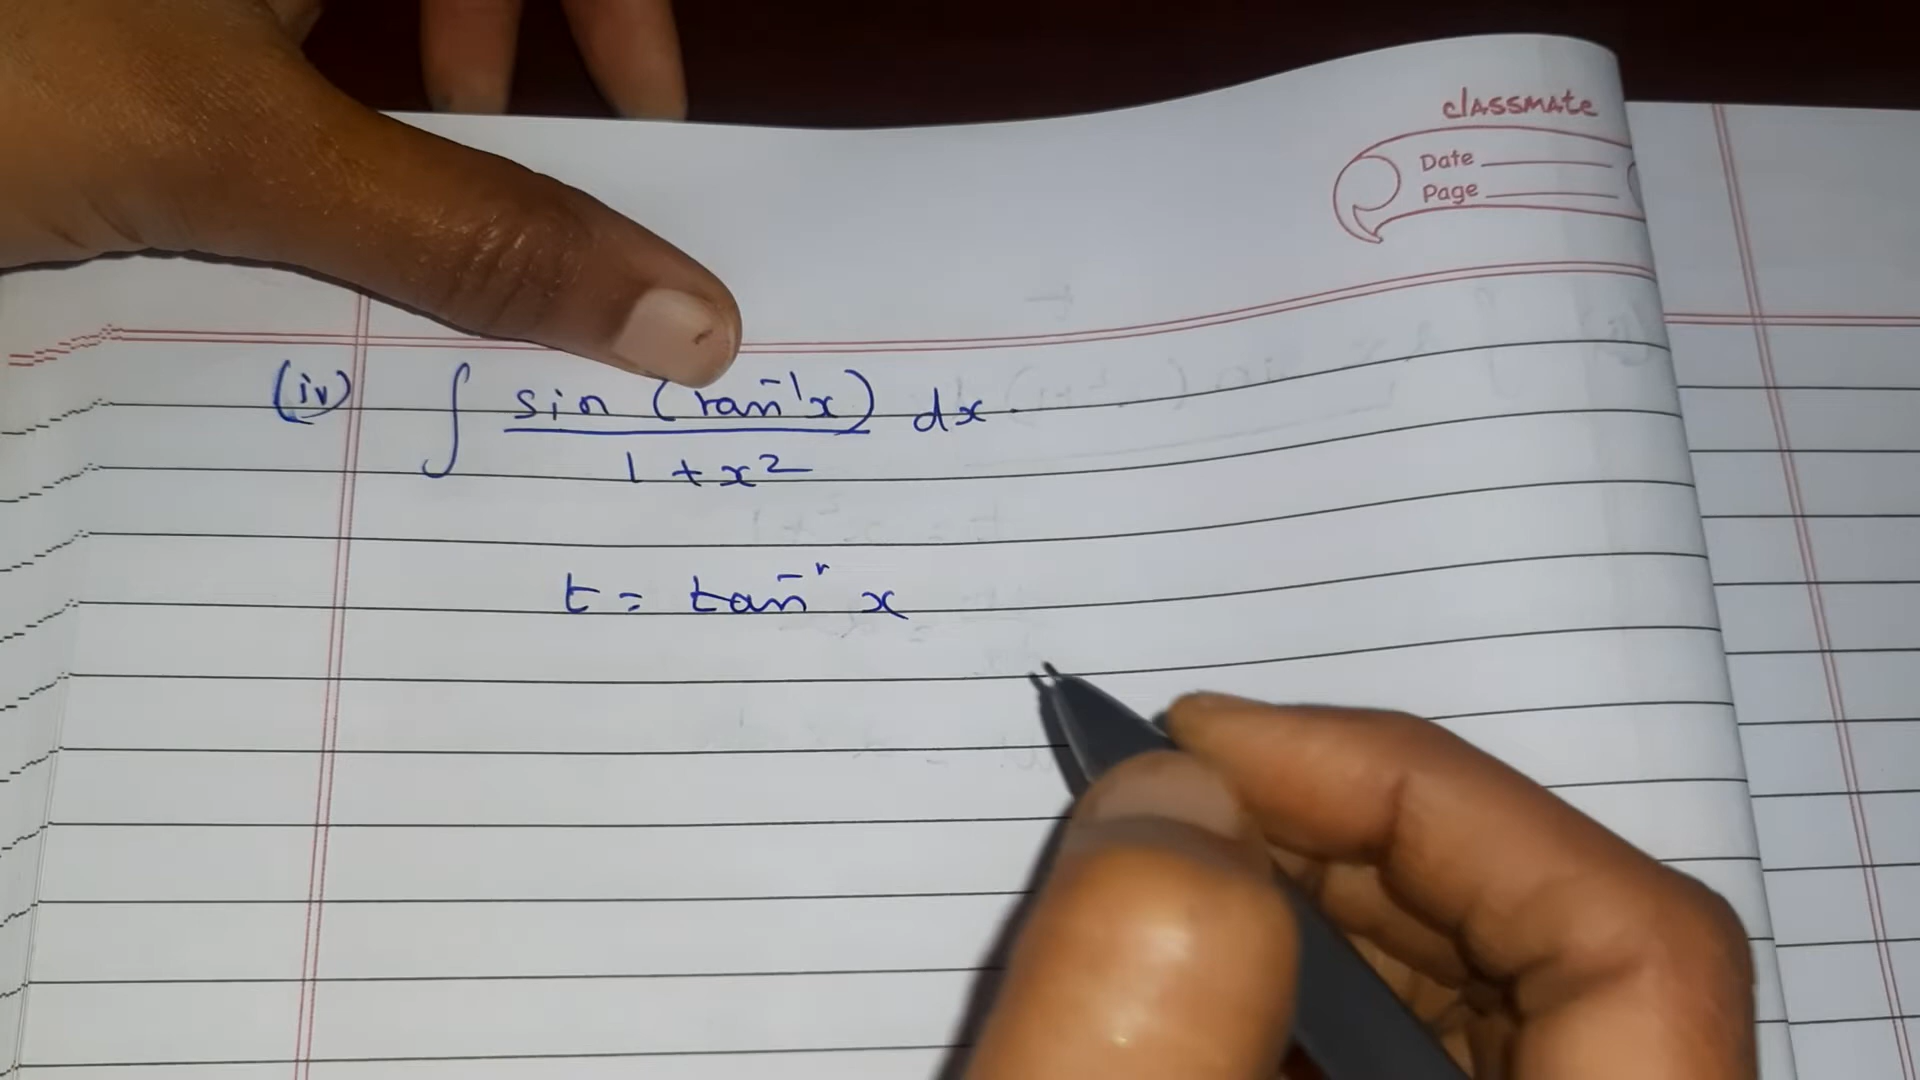 classmate
Date
Page
(iv) ∫ sin (tan⁻¹x) dx
1 + x²
t = tan⁻¹ x